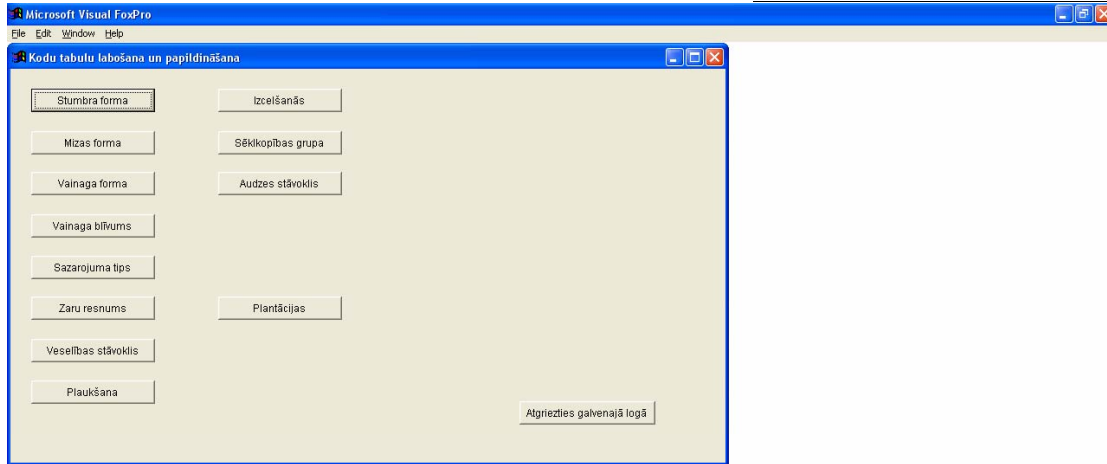 Microsoft Visual FoxPro
File Edit Window Help
Kodu tabulu labošana un papildināšana
Stumbra forma
Izcelšanās
Mizas forma
Sēklkopības grupa
Vainaga forma
Audzes stāvoklis
Vainaga blīvums
Sazarojuma tips
Zaru resnums
Plantācijas
Veselības stāvoklis
Plaukšana
Atgriezties galvenajā logā